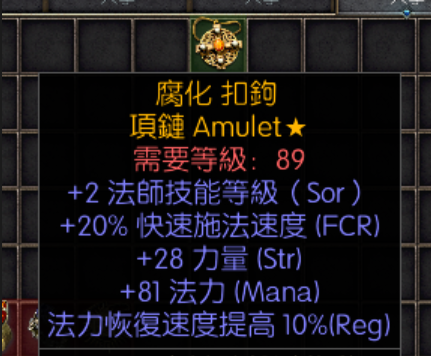 腐化 扣鉤
項鏈 Amulet★
需要等級: 89
+2 法師技能等級 ( Sor )
+20% 快速施法速度 (FCR)
+28 力量 (Str)
+81 法力 (Mana)
法力恢復速度提高 10%(Reg)